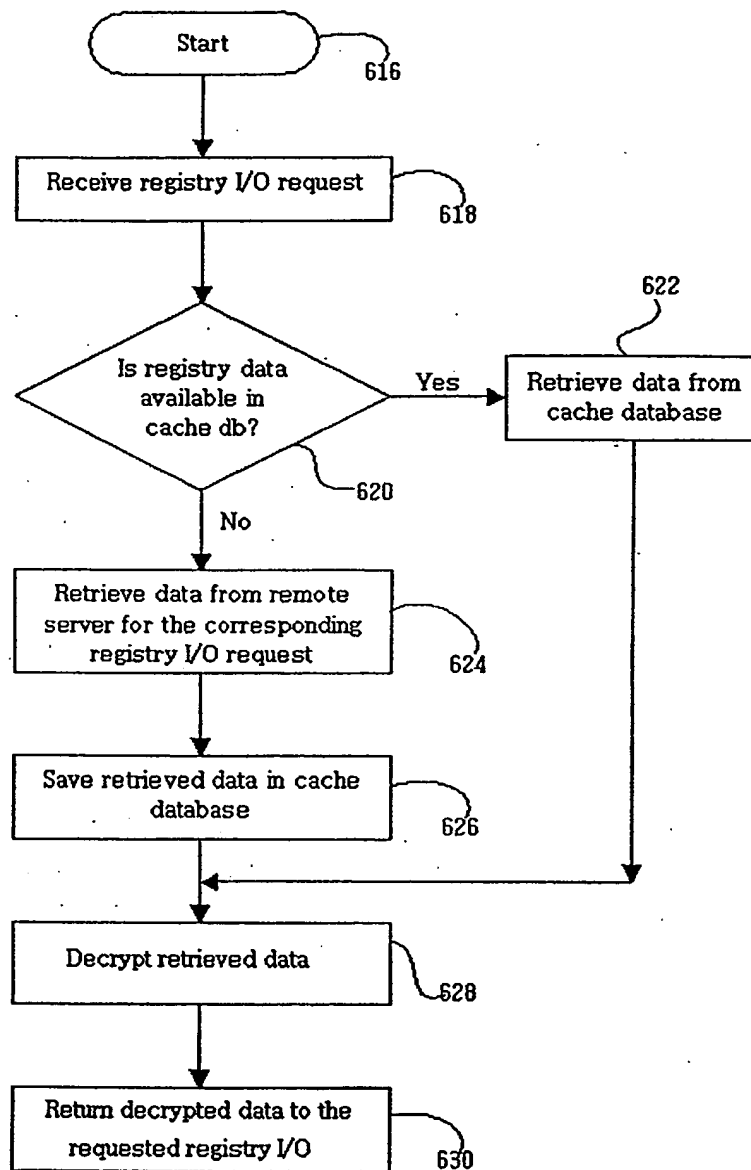 Start
616
Receive registry I/O request
618
622
Is registry data
available in
cache db?
Yes
Retrieve data from
cache database
620
No
Retrieve data from remote
server for the corresponding
registry I/O request
624
Save retrieved data in cache
database
626
Decrypt retrieved data
628
Return decrypted data to the
requested registry I/O
630